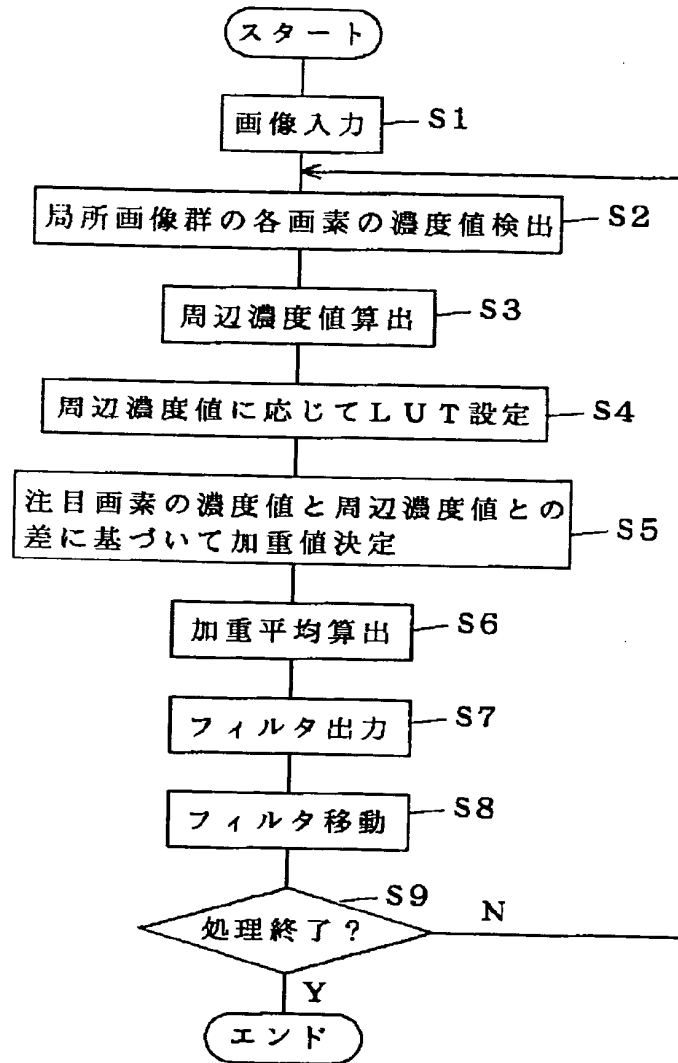 スタート
画像入力
S1
局所画像群の各画素の濃度値検出
S2
周辺濃度値算出
S3
周辺濃度値に応じてLUT設定
S4
注目画素の濃度値と周辺濃度値との
差に基づいて加重値決定
S5
加重平均算出
S6
フィルタ出力
S7
フィルタ移動
S8
S9
処理終了?
N
Y
エンド